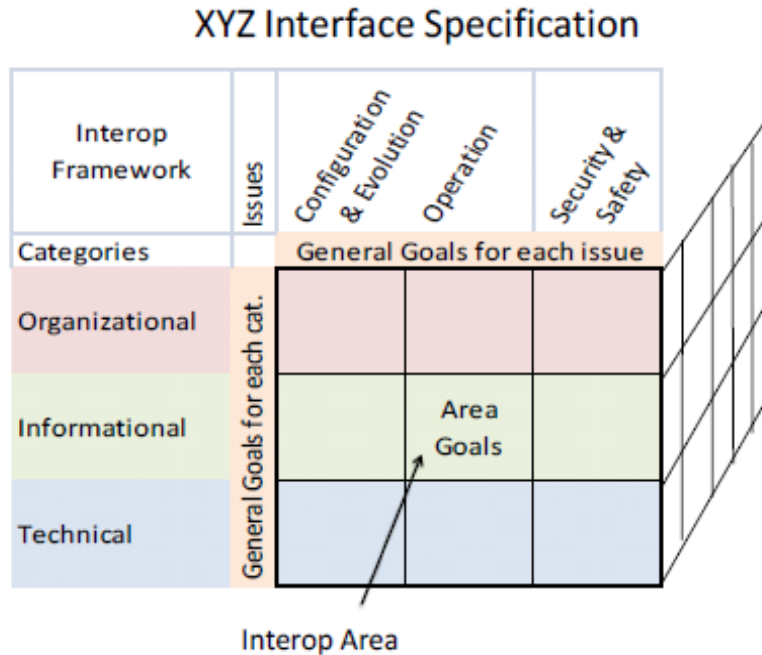 XYZ Interface Specification
Interop
Framework
Issues
Configuration
& Evolution
Operation
Security &
Safety
Categories
General Goals for each issue
Organizational
General Goals for each cat.
Informational
Area
Goals
Technical
Interop Area